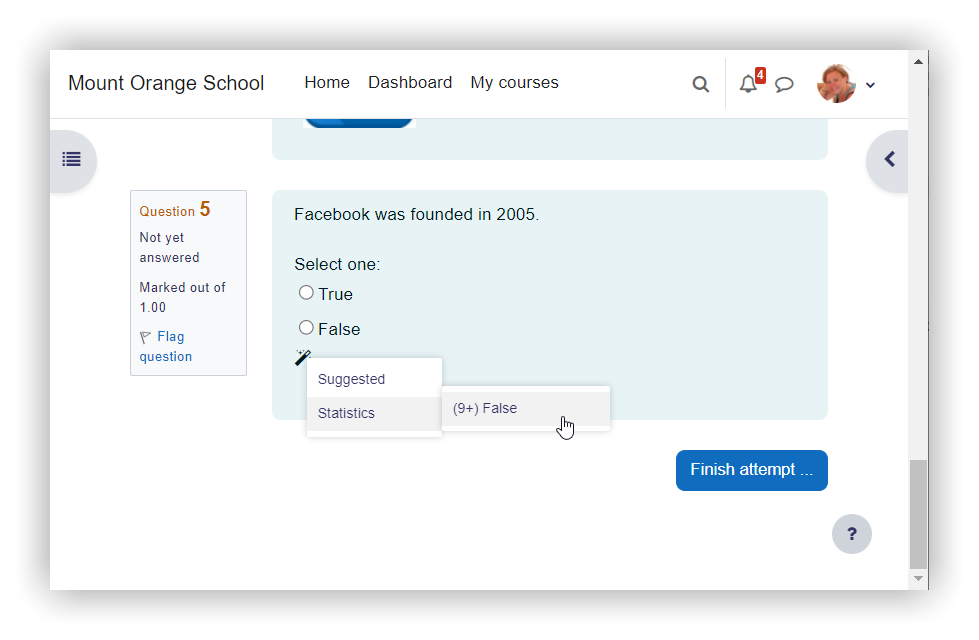 Mount Orange School Home Dashboard My courses 4
Question 5
Not yet
answered
Marked out of
1.00
Flag
question
Facebook was founded in 2005.
Select one:
True
False
Suggested
Statistics
(9+) False
Finish attempt ...
?